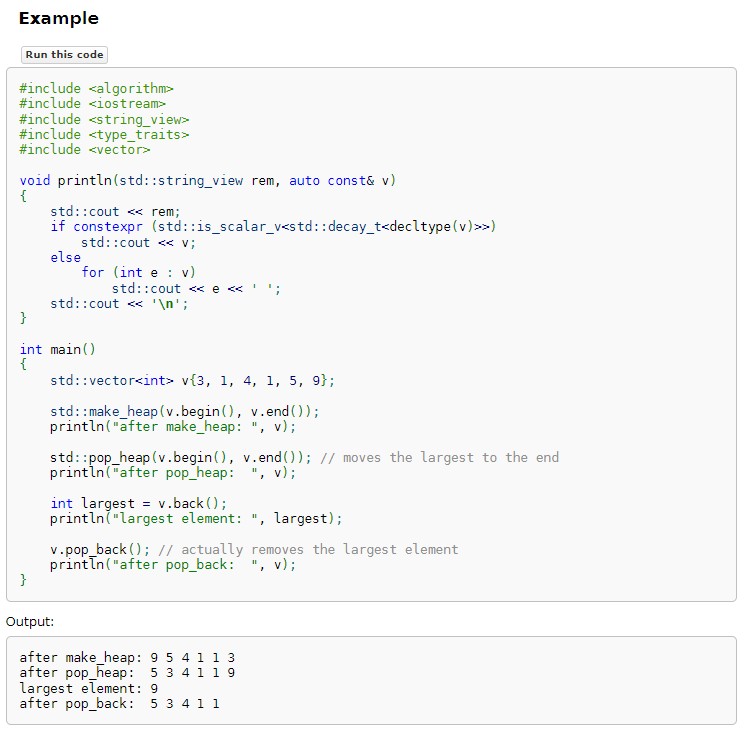 Example
Run this code
#include <algorithm>
#include <iostream>
#include <string_view>
#include <type_traits>
#include <vector>

void println(std::string_view rem, auto const& v)
{
    std::cout << rem;
    if constexpr (std::is_scalar_v<std::decay_t<decltype(v)>>)
        std::cout << v;
    else
        for (int e : v)
            std::cout << e << ' ';
    std::cout << '\n';
}

int main()
{
    std::vector<int> v{3, 1, 4, 1, 5, 9};

    std::make_heap(v.begin(), v.end());
    println("after make_heap: ", v);

    std::pop_heap(v.begin(), v.end()); // moves the largest to the end
    println("after pop_heap:  ", v);

    int largest = v.back();
    println("largest element: ", largest);

    v.pop_back(); // actually removes the largest element
    println("after pop_back:  ", v);
}
Output:
after make_heap: 9 5 4 1 1 3
after pop_heap:  5 3 4 1 1 9
largest element: 9
after pop_back:  5 3 4 1 1